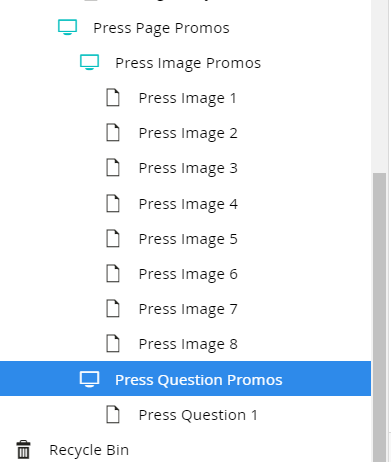 Press Page Promos
Press Image Promos
Press Image 1
Press Image 2
Press Image 3
Press Image 4
Press Image 5
Press Image 6
Press Image 7
Press Image 8
Press Question Promos
Press Question 1
Recycle Bin